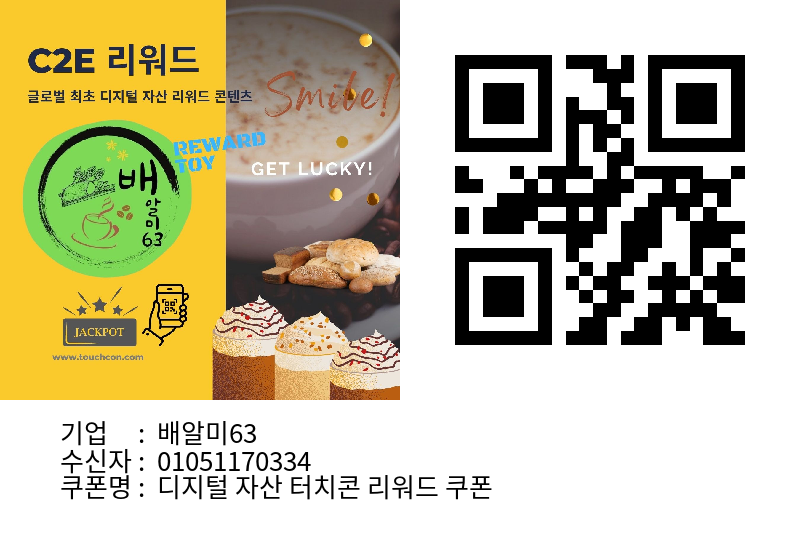 C2E 리워드
글로벌 최초 디지털 자산 리워드 콘텐츠
Smile!
REWARD
TOY
GET LUCKY!
배
알
미
63
JACKPOT
www.touchcon.com
기업 : 배알미63
수신자 : 01051170334
쿠폰명 : 디지털 자산 터치콘 리워드 쿠폰